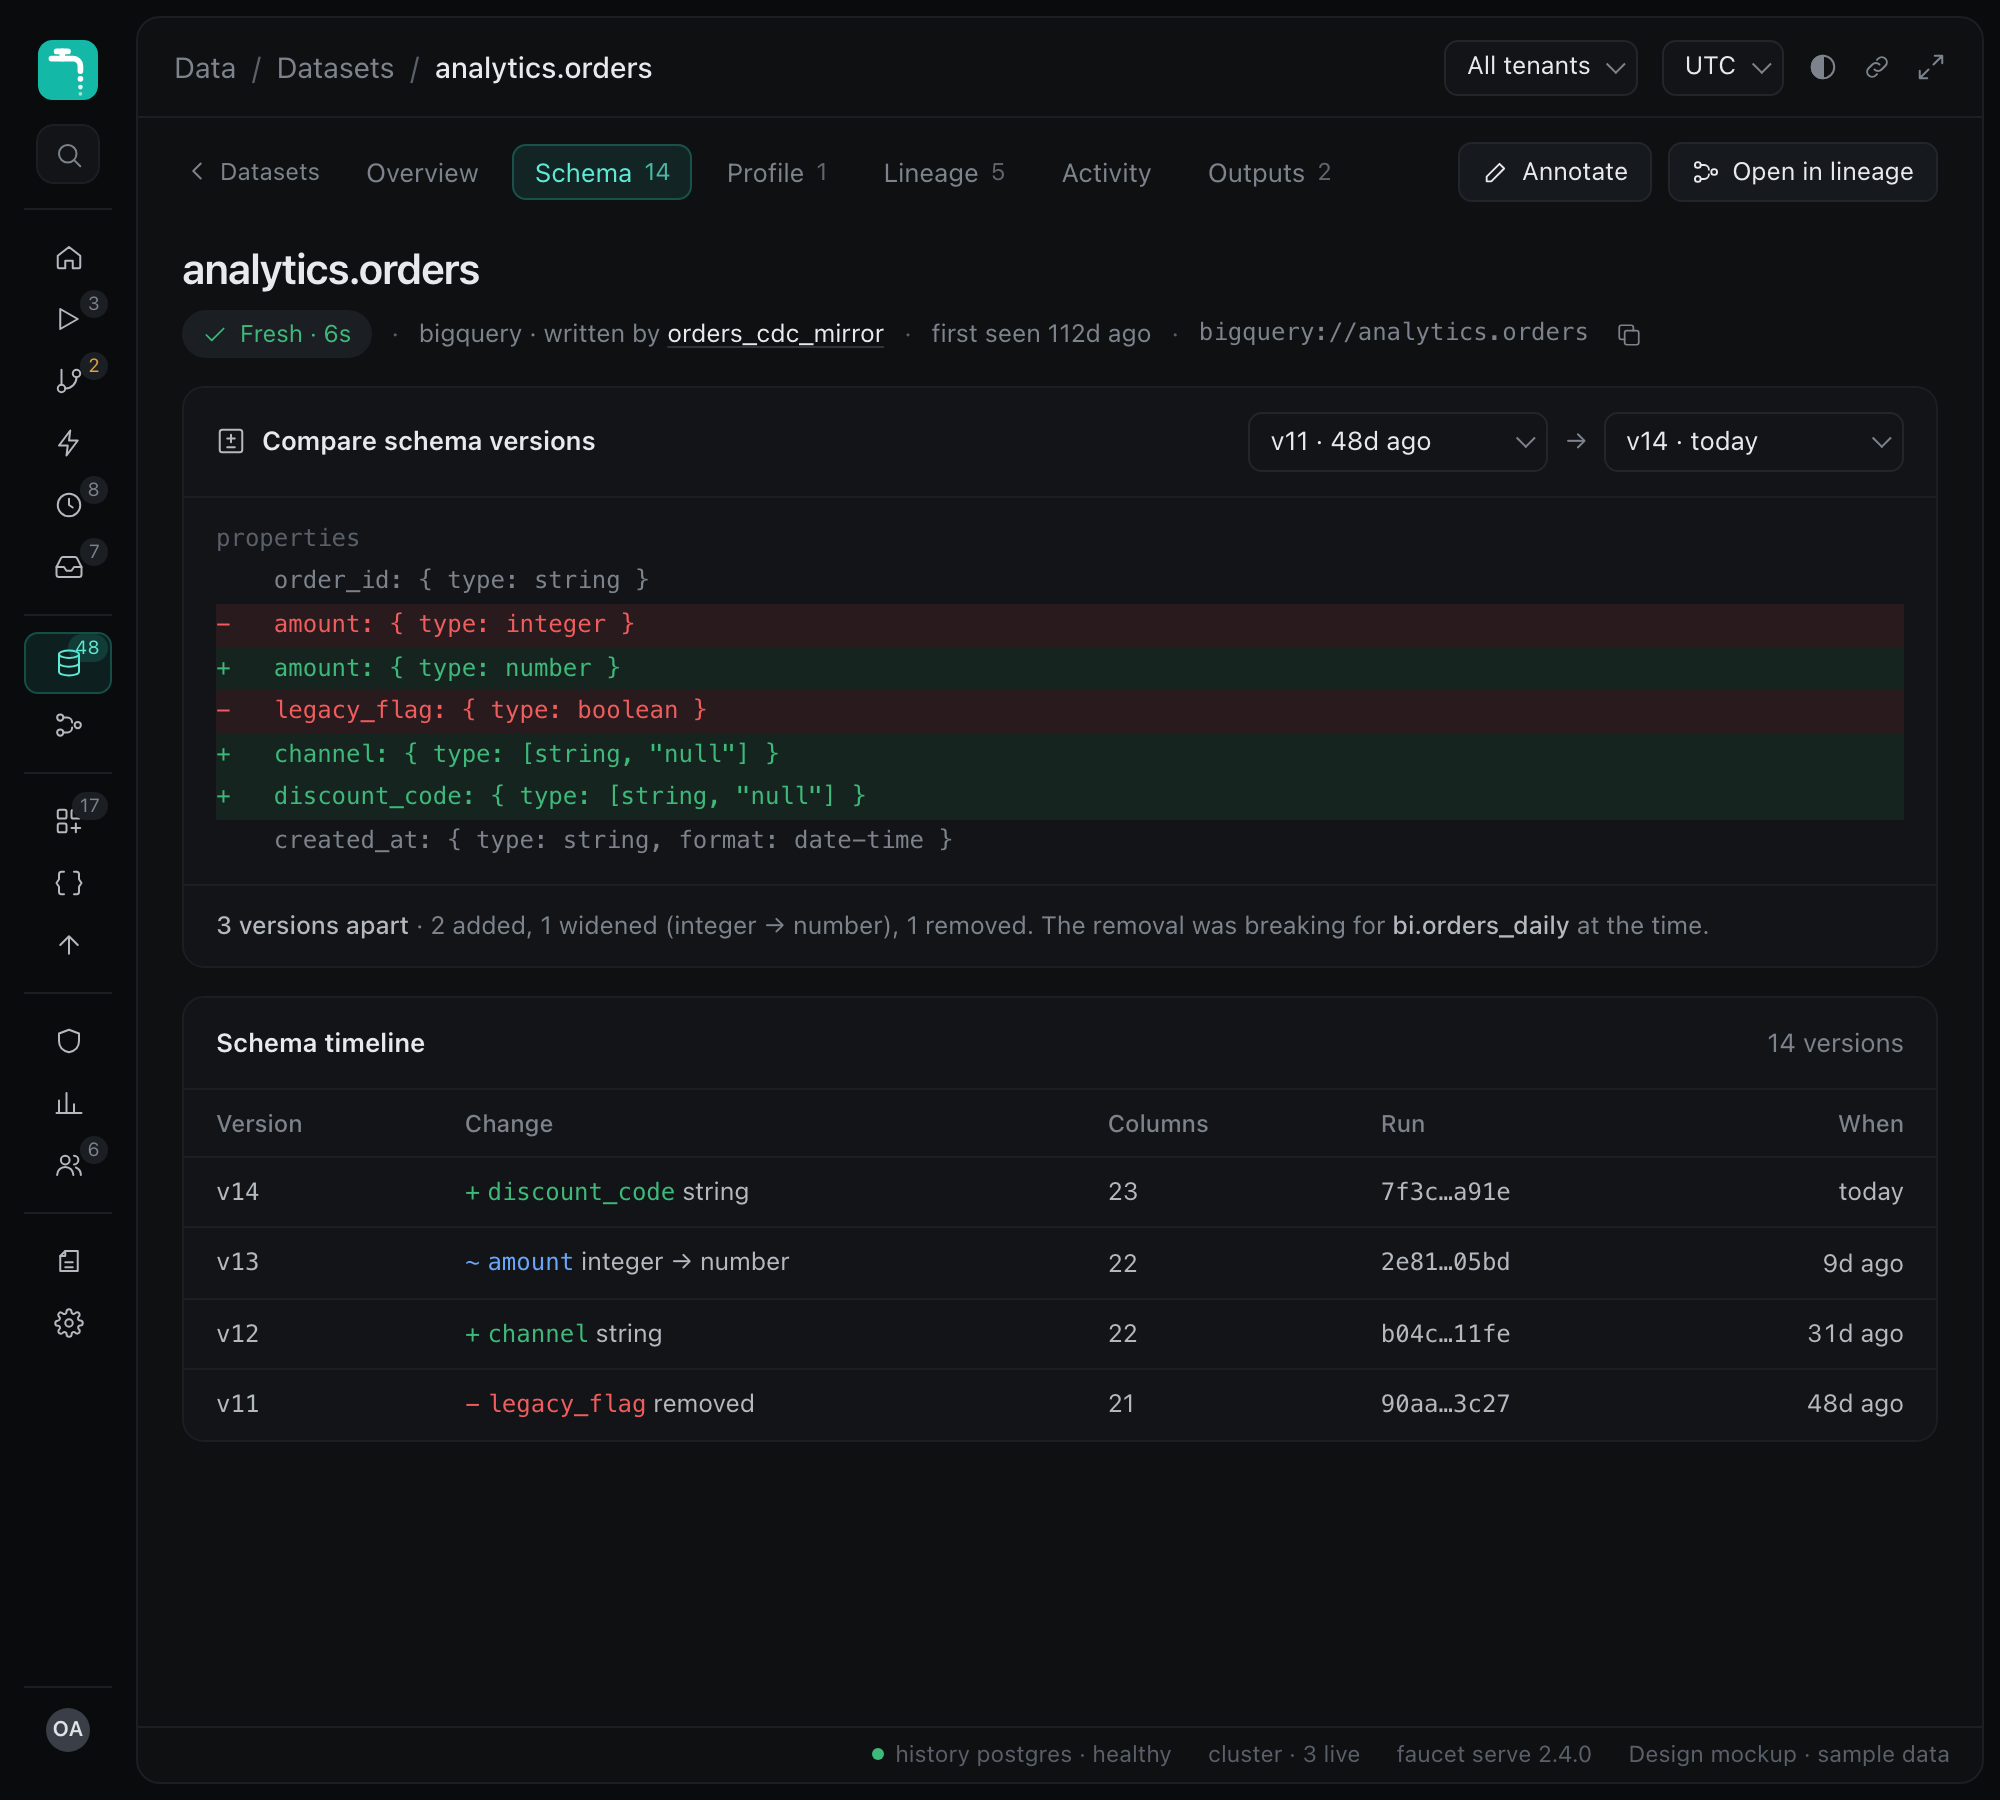 Data / Datasets / analytics.orders
All tenants
UTC
Datasets
Overview
Schema 14
Profile 1
Lineage 5
Activity
Outputs 2
Annotate
Open in lineage
analytics.orders
Fresh · 6s · bigquery · written by orders_cdc_mirror · first seen 112d ago · bigquery://analytics.orders
3
2
8
7
48
17
6
OA
Compare schema versions
v11 · 48d ago → v14 · today
properties
order_id: { type: string }
− amount: { type: integer }
+ amount: { type: number }
− legacy_flag: { type: boolean }
+ channel: { type: [string, "null"] }
+ discount_code: { type: [string, "null"] }
created_at: { type: string, format: date-time }
3 versions apart · 2 added, 1 widened (integer → number), 1 removed. The removal was breaking for bi.orders_daily at the time.
Schema timeline
14 versions
Version Change Columns Run When
v14 + discount_code string 23 7f3c…a91e today
v13 ~ amount integer → number 22 2e81…05bd 9d ago
v12 + channel string 22 b04c…11fe 31d ago
v11 − legacy_flag removed 21 90aa…3c27 48d ago
history postgres · healthy
cluster · 3 live
faucet serve 2.4.0
Design mockup · sample data